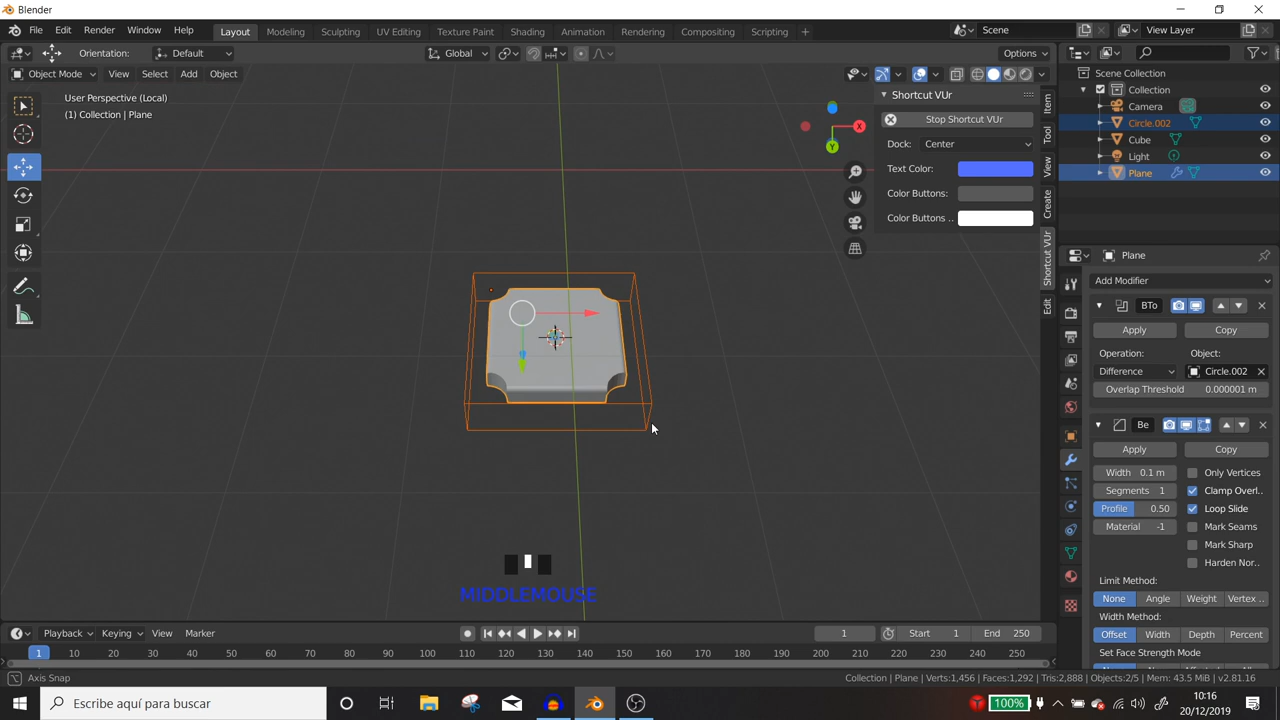 Blender
File Edit Render Window Help
Layout Modeling Sculpting UV Editing Texture Paint Shading Animation Rendering Compositing Scripting +
Scene
View Layer
Orientation: Default
Global
Options
Object Mode View Select Add Object
User Perspective (Local)
(1) Collection | Plane
X
Y
Shortcut VUr
Stop Shortcut VUr
Dock: Center
Text Color:
Color Buttons:
Color Buttons ..
Item
Tool
View
Create
Shortcut VUr
Edit
Scene Collection
Collection
Camera
Circle.002
Cube
Light
Plane
Plane
Add Modifier
BTo
Apply Copy
Operation: Object:
Difference Circle.002
Overlap Threshold 0.000001 m
Be
Apply Copy
Width 0.1 m Only Vertices
Segments 1 Clamp Overl..
Profile 0.50 Loop Slide
Material -1 Mark Seams
Mark Sharp
Harden Nor..
Limit Method:
None Angle Weight Vertex ..
Width Method:
Offset Width Depth Percent
Set Face Strength Mode
MIDDLEMOUSE
Playback Keying View Marker
1 Start 1 End 250
1 10 20 30 40 50 60 70 80 90 100 110 120 130 140 150 160 170 180 190 200 210 220 230 240 250
Axis Snap
Collection | Plane | Verts:1,456 | Faces:1,292 | Tris:2,888 | Objects:2/5 | Mem: 43.5 MiB | v2.81.16
Escribe aquí para buscar
100%
10:16
20/12/2019